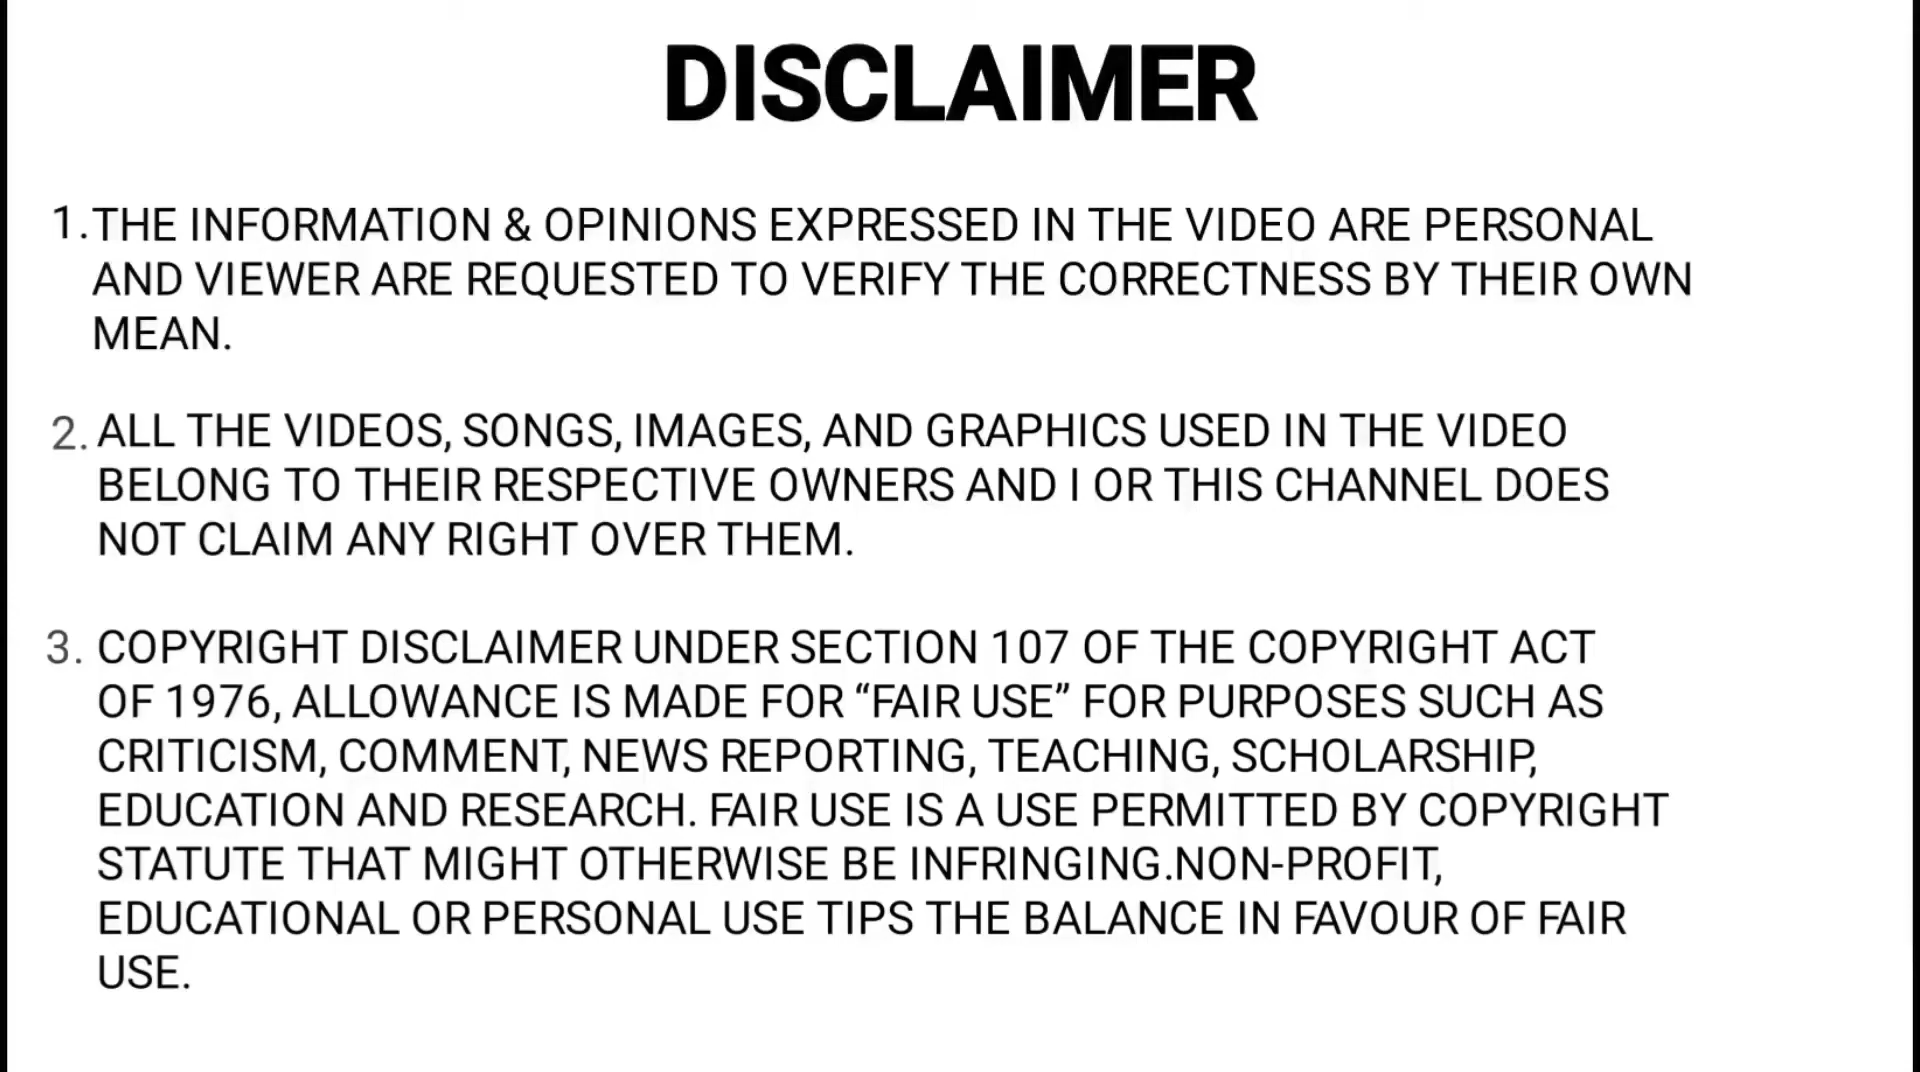 DISCLAIMER
1. THE INFORMATION & OPINIONS EXPRESSED IN THE VIDEO ARE PERSONAL
AND VIEWER ARE REQUESTED TO VERIFY THE CORRECTNESS BY THEIR OWN
MEAN.
2. ALL THE VIDEOS, SONGS, IMAGES, AND GRAPHICS USED IN THE VIDEO
BELONG TO THEIR RESPECTIVE OWNERS AND I OR THIS CHANNEL DOES
NOT CLAIM ANY RIGHT OVER THEM.
3. COPYRIGHT DISCLAIMER UNDER SECTION 107 OF THE COPYRIGHT ACT
OF 1976, ALLOWANCE IS MADE FOR “FAIR USE” FOR PURPOSES SUCH AS
CRITICISM, COMMENT, NEWS REPORTING, TEACHING, SCHOLARSHIP,
EDUCATION AND RESEARCH. FAIR USE IS A USE PERMITTED BY COPYRIGHT
STATUTE THAT MIGHT OTHERWISE BE INFRINGING.NON-PROFIT,
EDUCATIONAL OR PERSONAL USE TIPS THE BALANCE IN FAVOUR OF FAIR
USE.